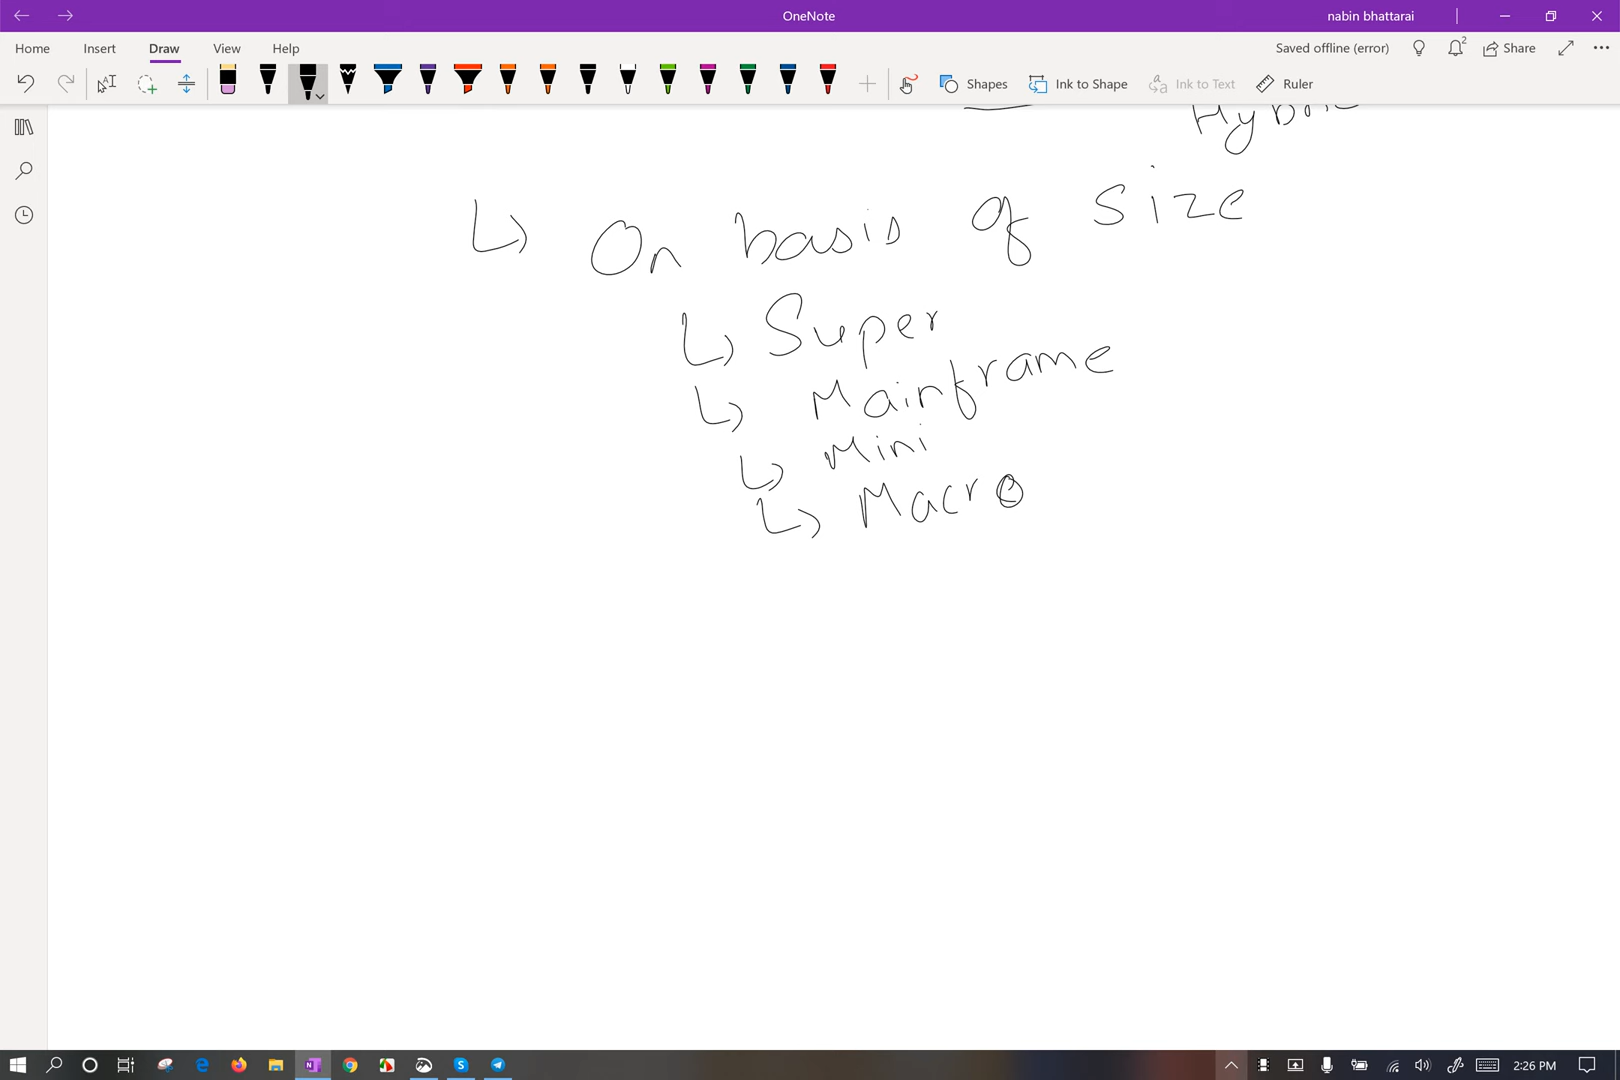 OneNote
nabin bhattarai
Home Insert Draw View Help
Saved offline (error) 2 Share
Shapes Ink to Shape Ink to Text Ruler
On basis of size
Super
Mainframe
Mini
Macro
2:26 PM